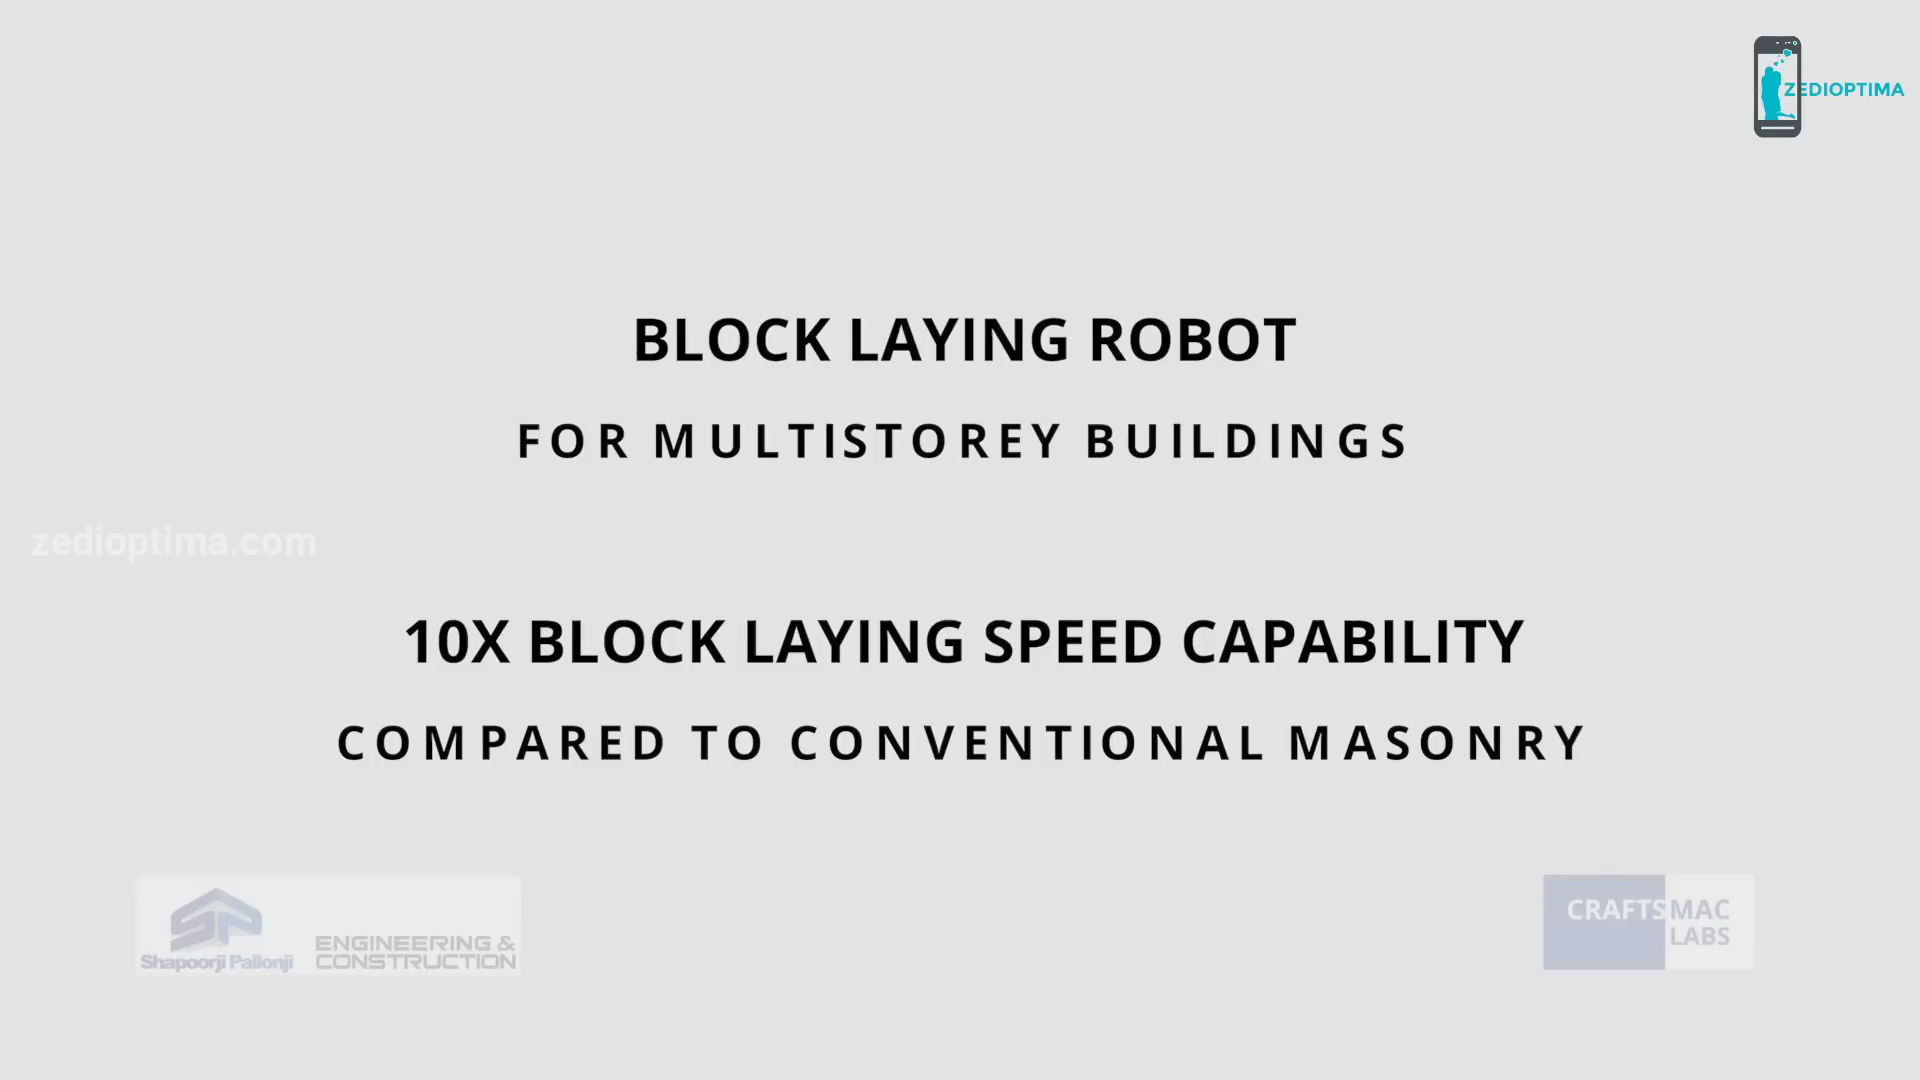 ZEDIOPTIMA
BLOCK LAYING ROBOT
FOR MULTISTOREY BUILDINGS
zedioptima.com
10X BLOCK LAYING SPEED CAPABILITY
COMPARED TO CONVENTIONAL MASONRY
SP
Shapoorji Pallonji
ENGINEERING &
CONSTRUCTION
CRAFTSMAC
LABS